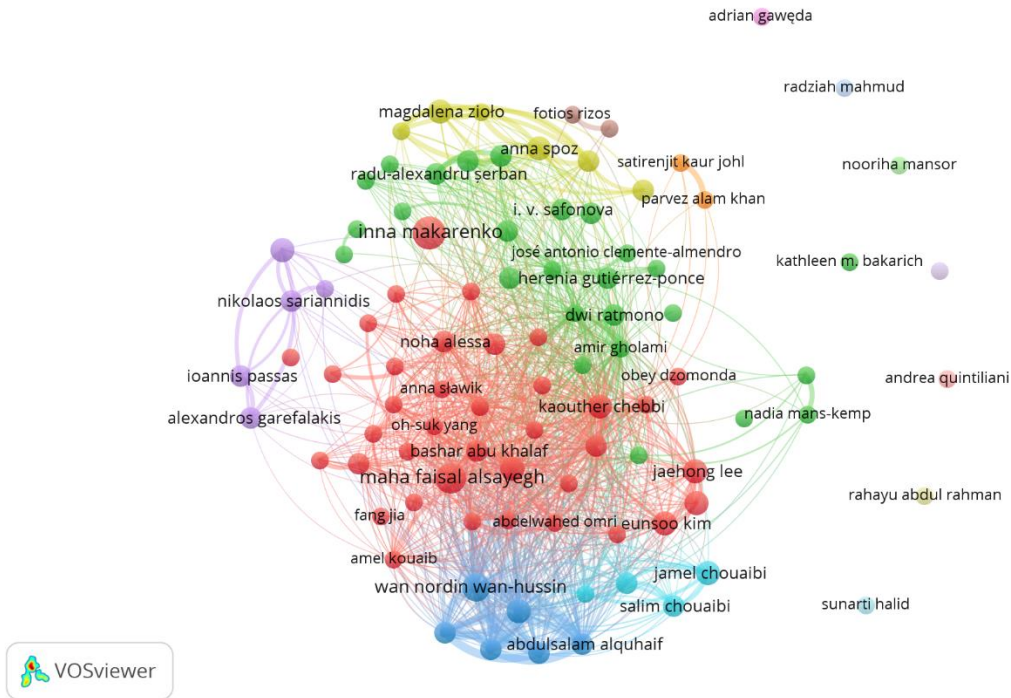 adrian gawęda
radziah mahmud
magdalena zioło
fotios rizos
anna spoz
satirenjit kaur johl
nooriha mansor
radu-alexandru șerban
parvez alam khan
i. v. safonova
inna makarenko
josé antonio clemente-almendro
kathleen m. bakarich
herenia gutiérrez-ponce
nikolaos sariannidis
dwi ratmono
noha alessa
amir gholami
ioannis passas
obey dzomonda
andrea quintiliani
anna sławik
kaouther chebbi
nadia mans-kemp
alexandros garefalakis
oh-suk yang
bashar abu khalaf
jaehong lee
maha faisal alsayegh
rahayu abdul rahman
fang jia
abdelwahed omri
eunsoo kim
amel kouaib
jamel chouaibi
wan nordin wan-hussin
salim chouaibi
sunarti halid
abdulsalam alquhaif
VOSviewer